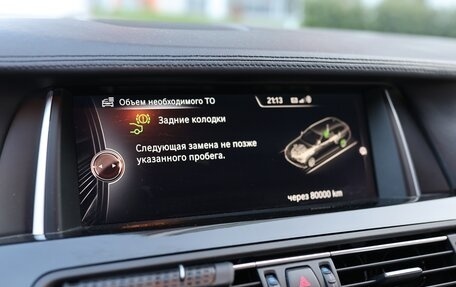 Объем необходимого ТО
21:13
Задние колодки
Следующая замена не позже
указанного пробега.
через 80000 km